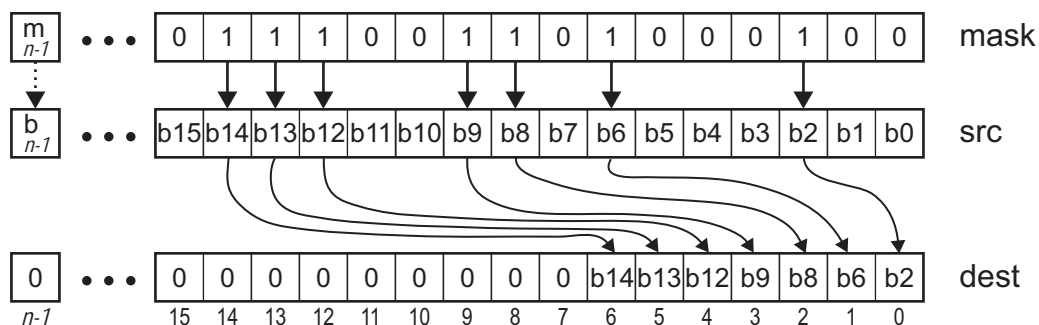 m n-1 ••• 0 1 1 1 0 0 1 1 0 1 0 0 0 1 0 0 mask
b n-1 ••• b15 b14 b13 b12 b11 b10 b9 b8 b7 b6 b5 b4 b3 b2 b1 b0 src
0 ••• 0 0 0 0 0 0 0 0 0 b14 b13 b12 b9 b8 b6 b2 dest
n-1 15 14 13 12 11 10 9 8 7 6 5 4 3 2 1 0